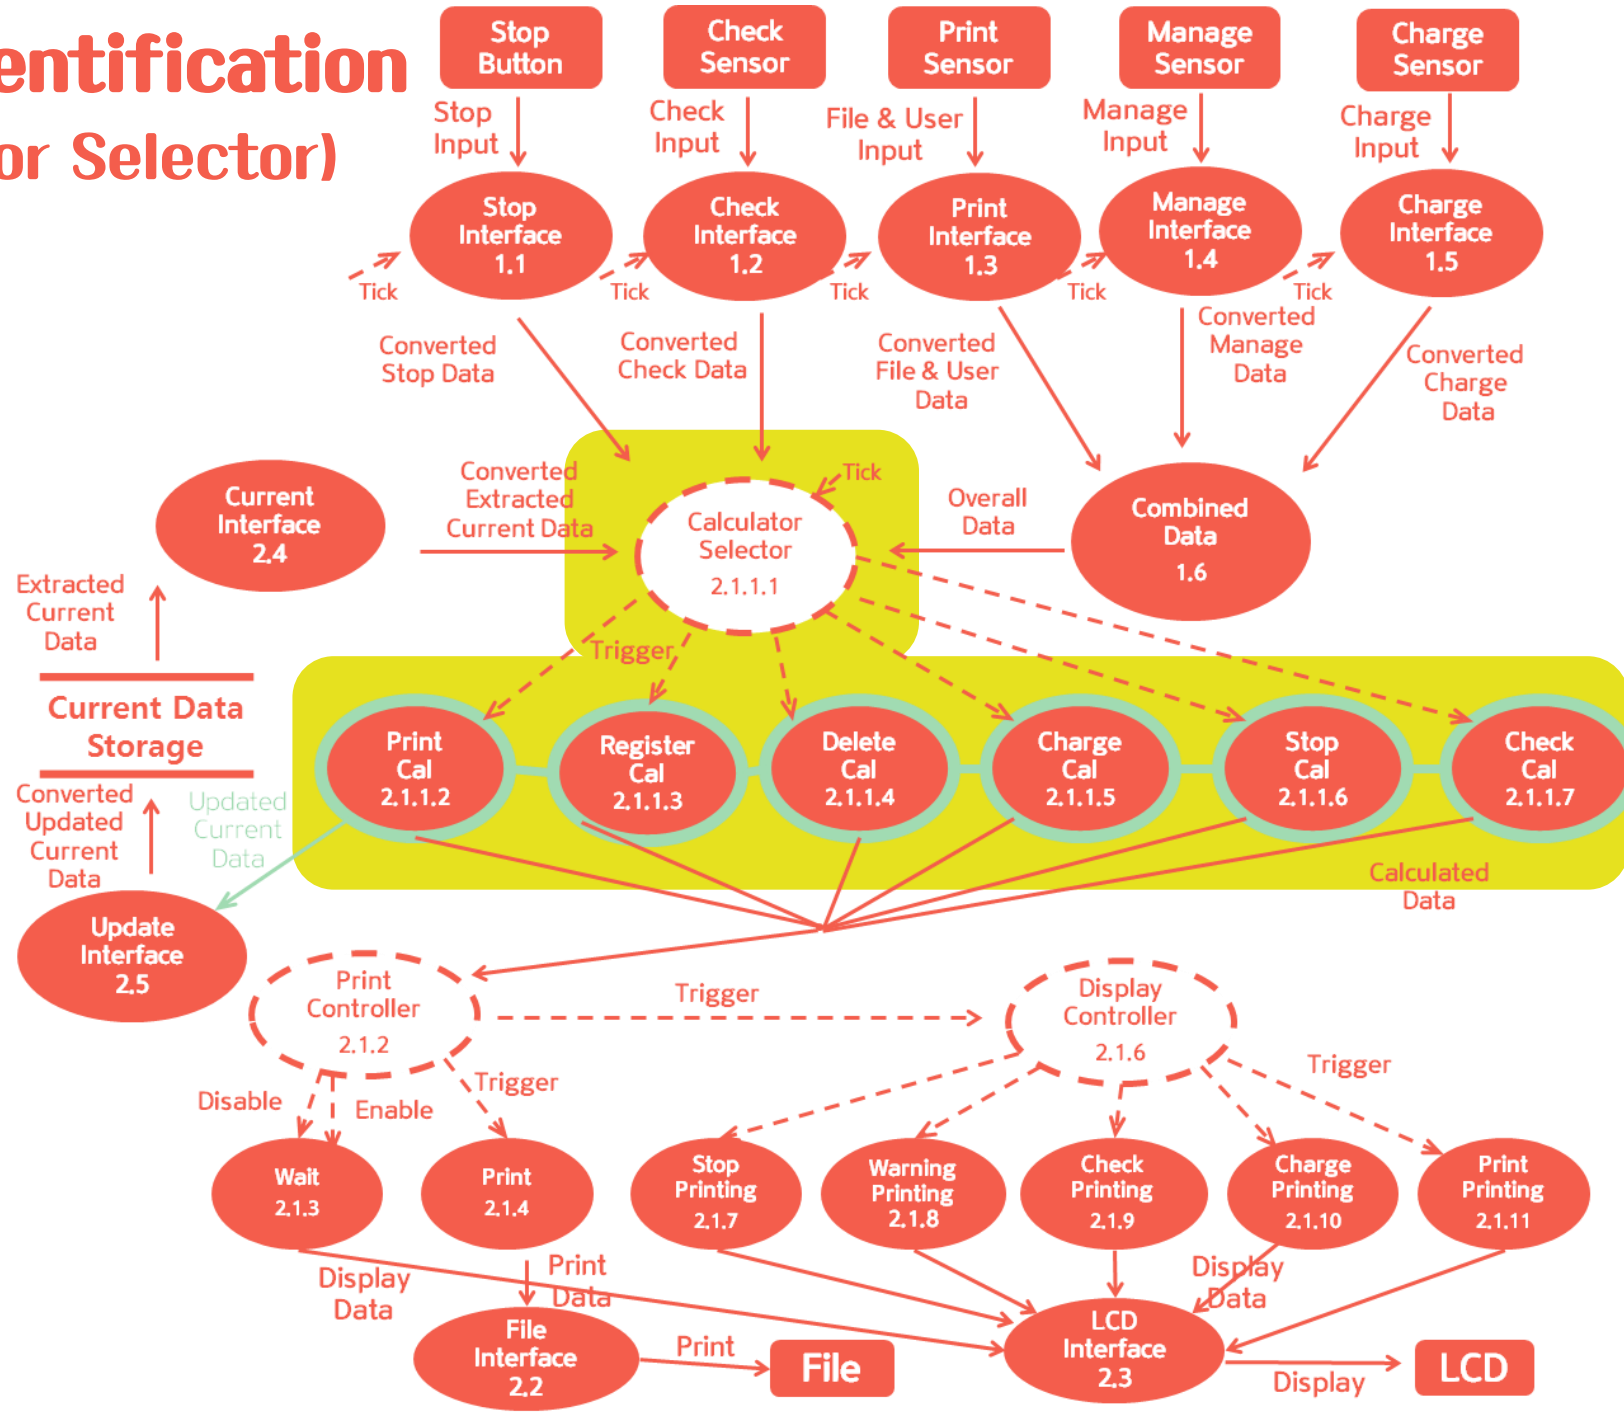 entification
or Selector)
Stop
Button
Check
Sensor
Print
Sensor
Manage
Sensor
Charge
Sensor
Stop
Input
Check
Input
File & User
Input
Manage
Input
Charge
Input
Stop
Interface
1.1
Check
Interface
1.2
Print
Interface
1.3
Manage
Interface
1.4
Charge
Interface
1.5
Tick
Tick
Tick
Tick
Tick
Converted
Stop Data
Converted
Check Data
Converted
File & User
Data
Converted
Manage
Data
Converted
Charge
Data
Current
Interface
2.4
Converted
Extracted
Current Data
Tick
Calculator
Selector
2.1.1.1
Overall
Data
Combined
Data
1.6
Extracted
Current
Data
Trigger
Current Data
Storage
Print
Cal
2.1.1.2
Register
Cal
2.1.1.3
Delete
Cal
2.1.1.4
Charge
Cal
2.1.1.5
Stop
Cal
2.1.1.6
Check
Cal
2.1.1.7
Converted
Updated
Current
Data
Updated
Current
Data
Calculated
Data
Update
Interface
2.5
Print
Controller
2.1.2
Trigger
Display
Controller
2.1.6
Disable
Enable
Trigger
Trigger
Wait
2.1.3
Print
2.1.4
Stop
Printing
2.1.7
Warning
Printing
2.1.8
Check
Printing
2.1.9
Charge
Printing
2.1.10
Print
Printing
2.1.11
Display
Data
Print
Data
Display
Data
File
Interface
2.2
Print
File
LCD
Interface
2.3
Display
LCD